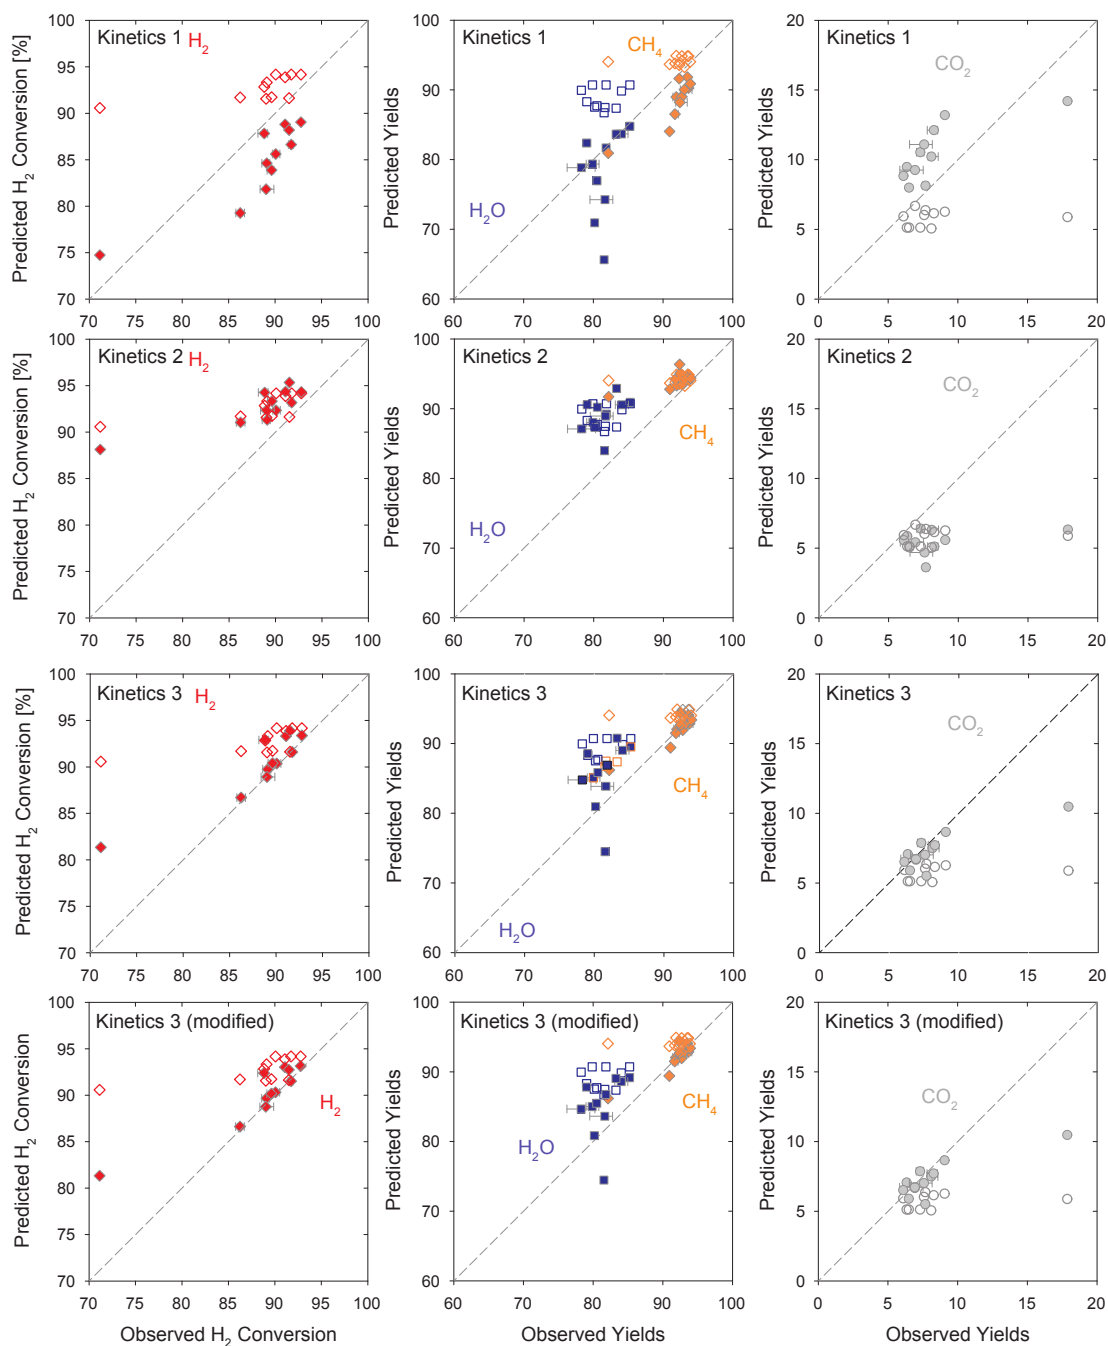 Kinetics 1 H2
Predicted H2 Conversion [%]
100
95
90
85
80
75
70
70 75 80 85 90 95 100
Kinetics 1
CH4
H2O
Predicted Yields
100
90
80
70
60
60 70 80 90 100
Kinetics 1
CO2
Predicted Yields
20
15
10
5
0
0 5 10 15 20
Kinetics 2 H2
Predicted H2 Conversion [%]
100
95
90
85
80
75
70
70 75 80 85 90 95 100
Kinetics 2
CH4
H2O
Predicted Yields
100
90
80
70
60
60 70 80 90 100
Kinetics 2
CO2
Predicted Yields
20
15
10
5
0
0 5 10 15 20
Kinetics 3 H2
Predicted H2 Conversion [%]
100
95
90
85
80
75
70
70 75 80 85 90 95 100
Kinetics 3
CH4
H2O
Predicted Yields
100
90
80
70
60
60 70 80 90 100
Kinetics 3
CO2
Predicted Yields
20
15
10
5
0
0 5 10 15 20
Kinetics 3 (modified)
H2
Predicted H2 Conversion
100
95
90
85
80
75
70
70 75 80 85 90 95 100
Observed H2 Conversion
Kinetics 3 (modified)
CH4
H2O
Predicted Yields
100
90
80
70
60
60 70 80 90 100
Observed Yields
Kinetics 3 (modified)
CO2
Predicted Yields
20
15
10
5
0
0 5 10 15 20
Observed Yields